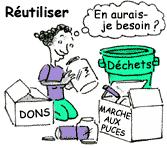 Réutiliser
En aurais-
je besoin ?
Déchets
DONS
MARCHÉ
AUX
PUCES